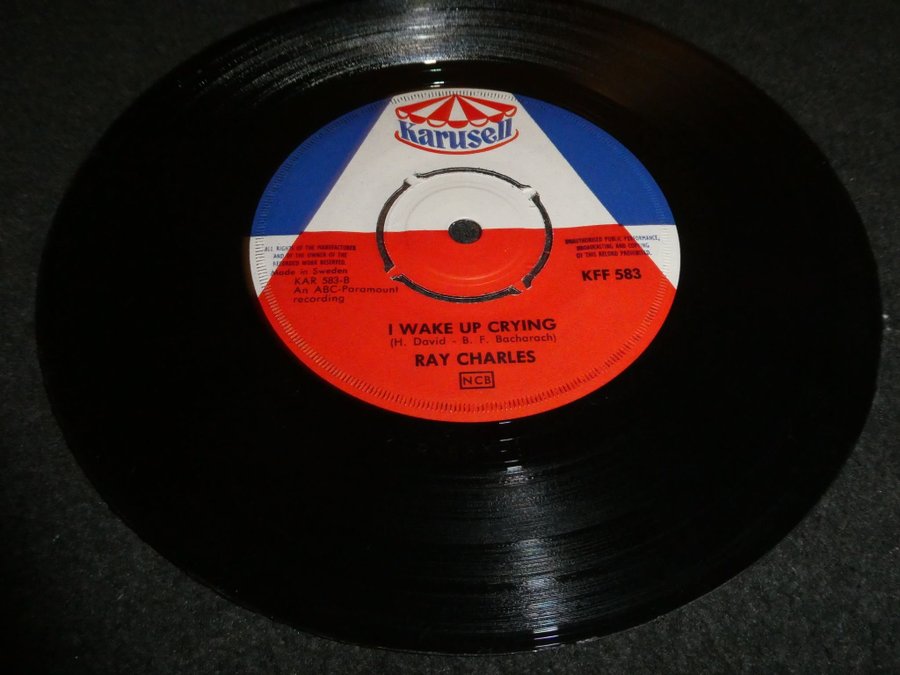 Karusell
ALL RIGHTS OF THE MANUFACTURER
AND OF THE OWNER OF THE
RECORDED WORK RESERVED.
Made in Sweden
KAR 583-B
An ABC-Paramount
recording
UNAUTHORISED PUBLIC PERFORMANCE,
BROADCASTING AND COPYING
OF THIS RECORD PROHIBITED.
KFF 583
I WAKE UP CRYING
(H. David - B. F. Bacharach)
RAY CHARLES
NCB